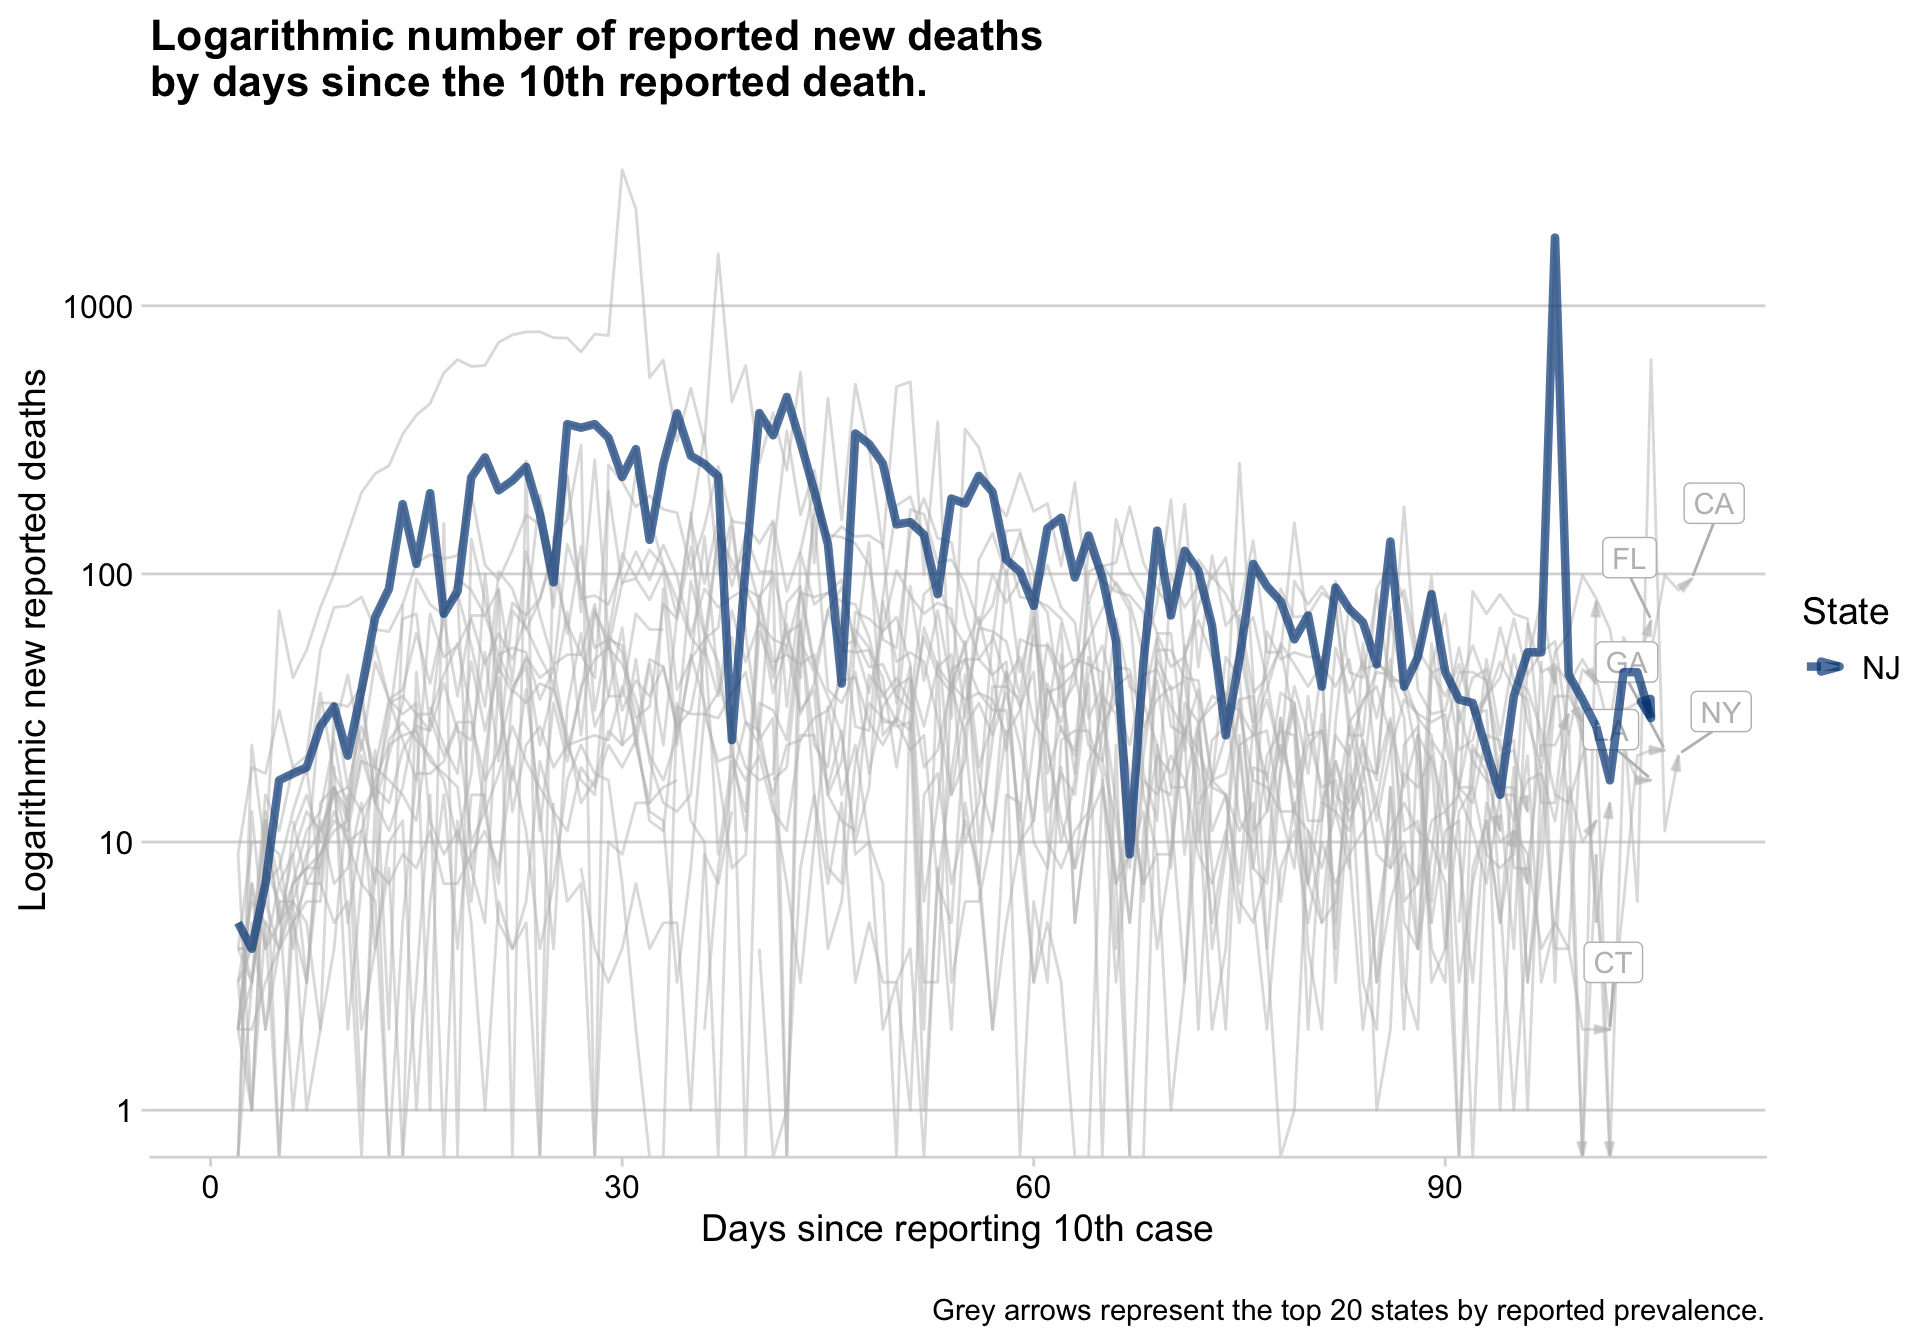 Logarithmic number of reported new deaths
by days since the 10th reported death.
Logarithmic new reported deaths
1000
100
10
1
CA
FL
GA
NY
LA
CT
State
NJ
0
30
60
90
Days since reporting 10th case
Grey arrows represent the top 20 states by reported prevalence.